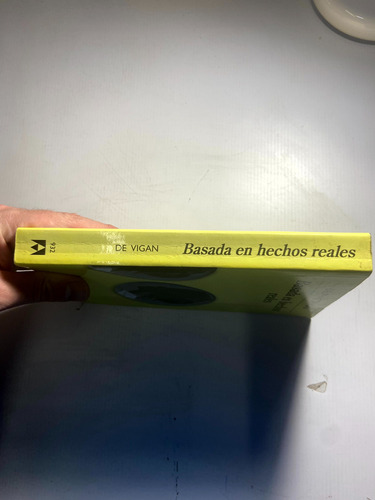 932
DE VIGAN
Basada en hechos reales